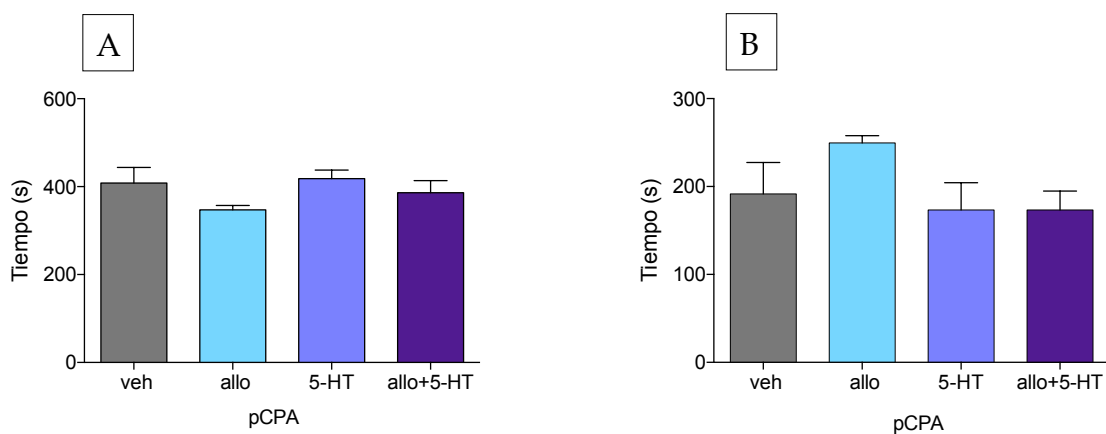 A
600
400
200
0
Tiempo (s)
veh allo 5-HT allo+5-HT
pCPA
B
300
200
100
0
Tiempo (s)
veh allo 5-HT allo+5-HT
pCPA